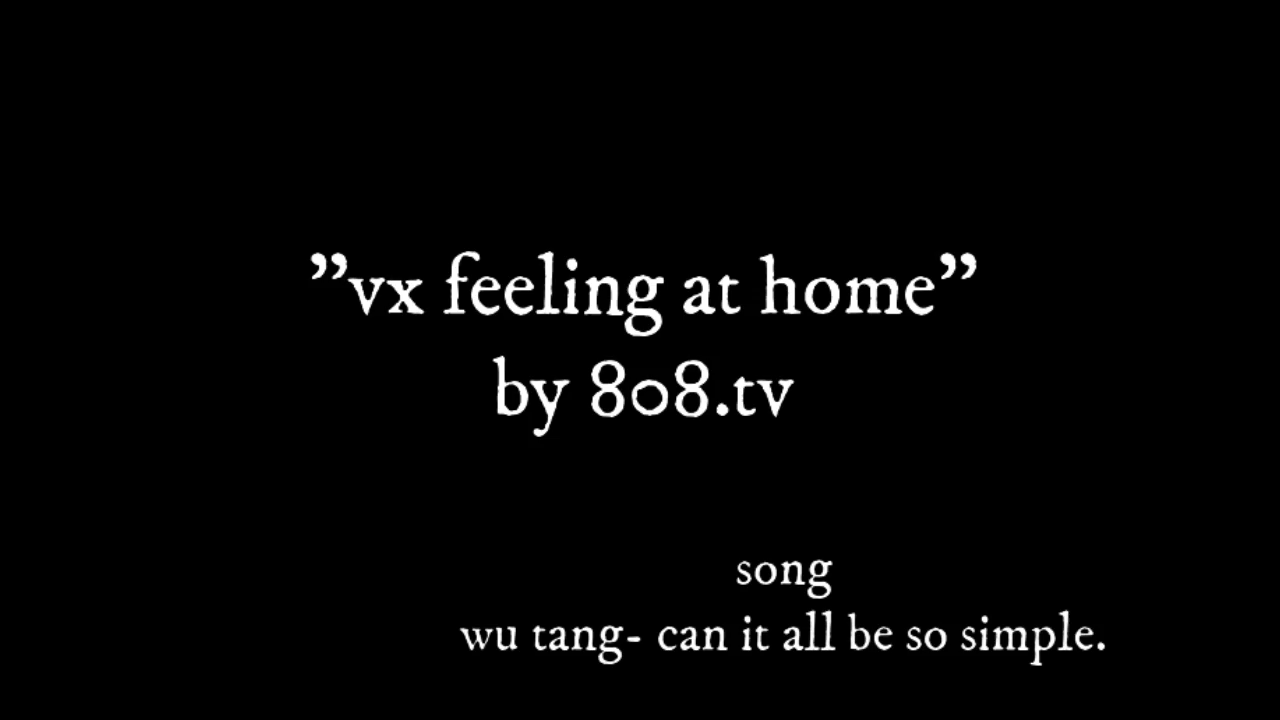 ”vx feeling at home”
by 808.tv
song
wu tang- can it all be so simple.